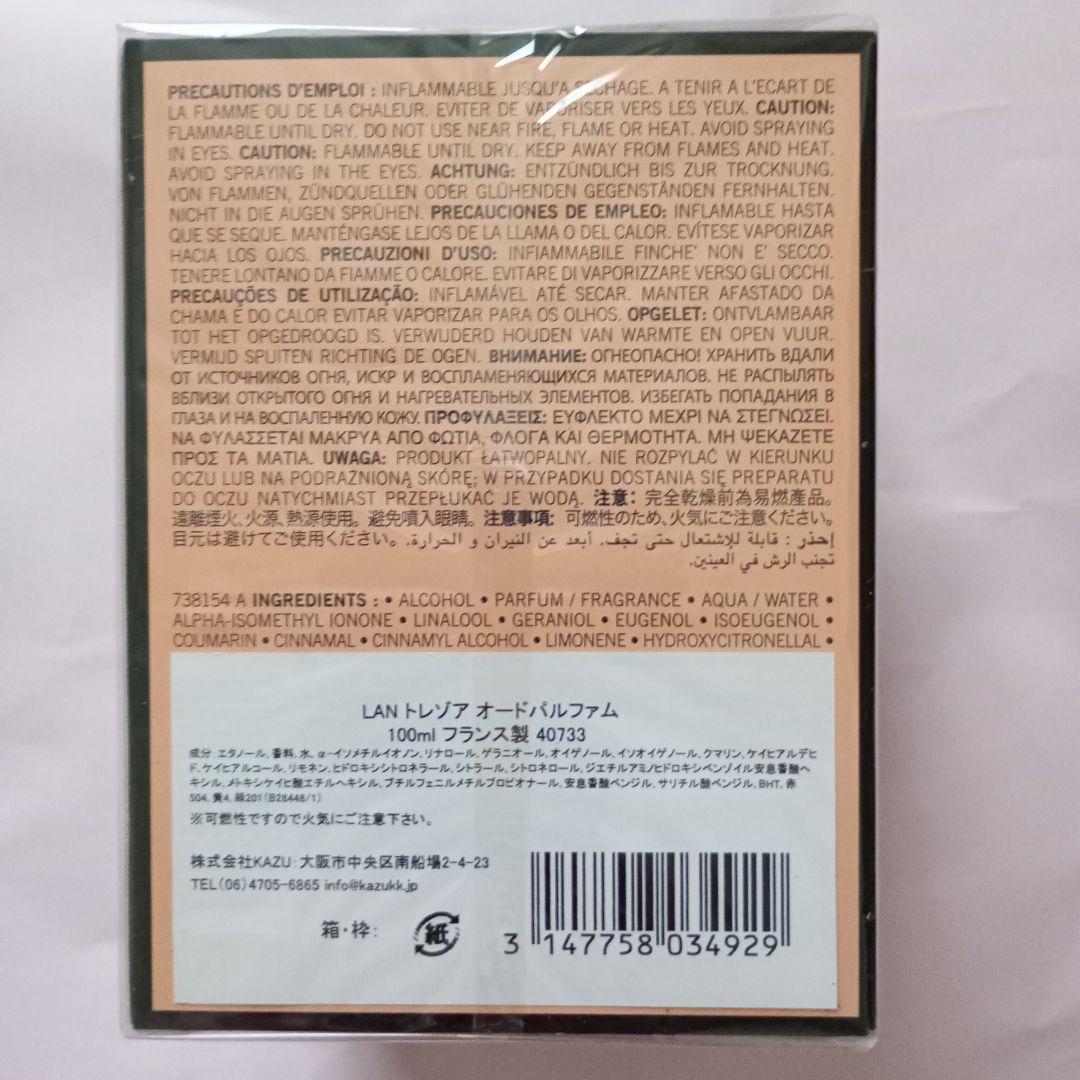 PRECAUTIONS D'EMPLOI : INFLAMMABLE JUSQU'A SECHAGE. A TENIR A L'ECART DE
LA FLAMME OU DE LA CHALEUR. EVITER DE VAPORISER VERS LES YEUX. CAUTION:
FLAMMABLE UNTIL DRY. DO NOT USE NEAR FIRE, FLAME OR HEAT. AVOID SPRAYING
IN EYES. CAUTION: FLAMMABLE UNTIL DRY. KEEP AWAY FROM FLAMES AND HEAT.
AVOID SPRAYING IN THE EYES. ACHTUNG: ENTZÜNDLICH BIS ZUR TROCKNUNG.
VON FLAMMEN, ZÜNDQUELLEN ODER GLÜHENDEN GEGENSTÄNDEN FERNHALTEN.
NICHT IN DIE AUGEN SPRÜHEN. PRECAUCIONES DE EMPLEO: INFLAMABLE HASTA
QUE SE SEQUE. MANTÉNGASE LEJOS DE LA LLAMA O DEL CALOR. EVÍTESE VAPORIZAR
HACIA LOS OJOS. PRECAUZIONI D'USO: INFIAMMABILE FINCHE' NON E' SECCO.
TENERE LONTANO DA FIAMME O CALORE. EVITARE DI VAPORIZZARE VERSO GLI OCCHI.
PRECAUÇÕES DE UTILIZAÇÃO: INFLAMÁVEL ATÉ SECAR. MANTER AFASTADO DA
CHAMA E DO CALOR EVITAR VAPORIZAR PARA OS OLHOS. OPGELET: ONTVLAMBAAR
TOT HET OPGEDROOGD IS. VERWIJDERD HOUDEN VAN WARMTE EN OPEN VUUR.
VERMIJD SPUITEN RICHTING DE OGEN. ВНИМАНИЕ: ОГНЕОПАСНО! ХРАНИТЬ ВДАЛИ
ОТ ИСТОЧНИКОВ ОГНЯ, ИСКР И ВОСПЛАМЕНЯЮЩИХСЯ МАТЕРИАЛОВ. НЕ РАСПЫЛЯТЬ
ВБЛИЗИ ОТКРЫТОГО ОГНЯ И НАГРЕВАТЕЛЬНЫХ ЭЛЕМЕНТОВ. ИЗБЕГАТЬ ПОПАДАНИЯ В
ГЛАЗА И НА ВОСПАЛЕННУЮ КОЖУ. ΠΡΟΦΥΛΑΞΕΙΣ: ΕΥΦΛΕΚΤΟ ΜΕΧΡΙ ΝΑ ΣΤΕΓΝΩΣΕΙ.
ΝΑ ΦΥΛΑΣΣΕΤΑΙ ΜΑΚΡΥΑ ΑΠΟ ΦΩΤΙΑ, ΦΛΟΓΑ ΚΑΙ ΘΕΡΜΟΤΗΤΑ. ΜΗ ΨΕΚΑΖΕΤΕ
ΠΡΟΣ ΤΑ ΜΑΤΙΑ. UWAGA: PRODUKT ŁATWOPALNY. NIE ROZPYLAĆ W KIERUNKU
OCZU LUB NA PODRAŻNIONĄ SKÓRĘ; W PRZYPADKU DOSTANIA SIĘ PREPARATU
DO OCZU NATYCHMIAST PRZEPŁUKAĆ JE WODĄ. 注意: 完全乾燥前為易燃產品。
遠離煙火、火源、熱源使用。避免噴入眼睛。注意事項: 可燃性のため、火気にご注意ください。
目元は避けてご使用ください。 إحذر : قابلة للإشتعال حتى تجف. أبعد عن النيران و الحرارة.
تجنب الرش في العينين.
738154 A INGREDIENTS : • ALCOHOL • PARFUM / FRAGRANCE • AQUA / WATER •
ALPHA-ISOMETHYL IONONE • LINALOOL • GERANIOL • EUGENOL • ISOEUGENOL •
COUMARIN • CINNAMAL • CINNAMYL ALCOHOL • LIMONENE • HYDROXYCITRONELLAL •
LAN トレゾア オードパルファム
100ml フランス製 40733
成分 エタノール、香料、水、α-イソメチルイオノン、リナロール、ゲラニオール、オイゲノール、イソオイゲノール、クマリン、ケイヒアルデヒ
ド、ケイヒアルコール、リモネン、ヒドロキシシトロネラール、シトラール、シトロネロール、ジエチルアミノヒドロキシベンゾイル安息香酸ヘ
キシル、メトキシケイヒ酸エチルヘキシル、ブチルフェニルメチルプロピオナール、安息香酸ベンジル、サリチル酸ベンジル、BHT、赤
504、黄4、緑201(B28448/1)
※可燃性ですので火気にご注意下さい。
株式会社KAZU: 大阪市中央区南船場2-4-23
TEL(06)4705-6865 info@kazukk.jp
箱・枠: 紙
3 147758 034929